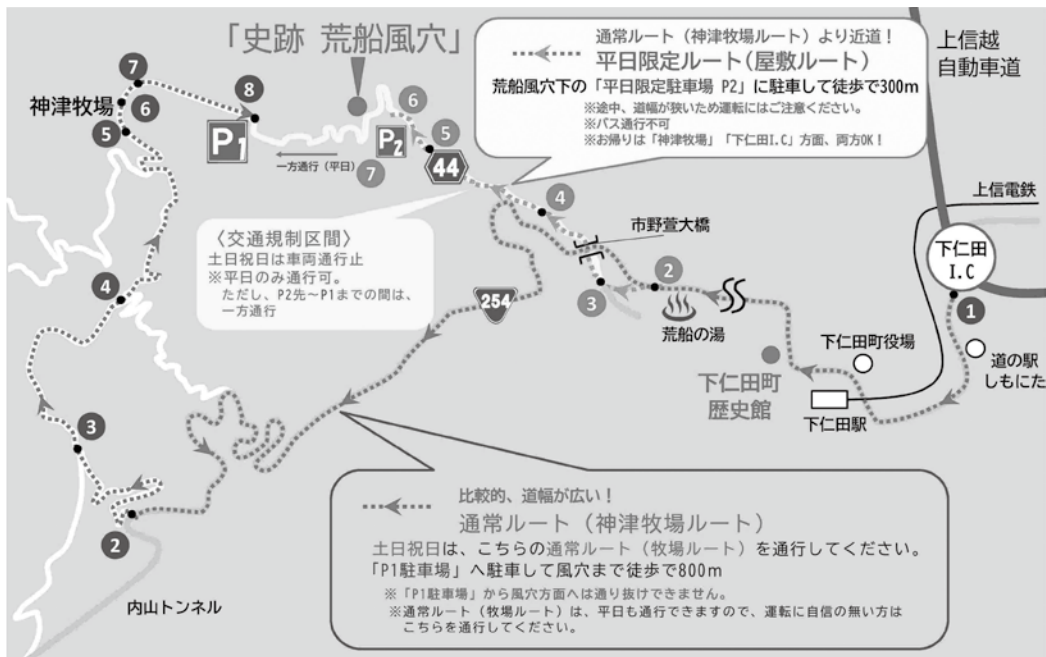 「史跡 荒船風穴」
通常ルート（神津牧場ルート）より近道！
平日限定ルート(屋敷ルート)
荒船風穴下の「平日限定駐車場 P2」に駐車して徒歩で300m
※途中、道幅が狭いため運転にはご注意ください。
※バス通行不可
※お帰りは「神津牧場」「下仁田I.C」方面、両方OK！
上信越
自動車道
7
神津牧場
6
5
8
P1
一方通行（平日）
P2
6
5
7
44
4
上信電鉄
下仁田
I.C
1
市野萱大橋
〈交通規制区間〉
土日祝日は車両通行止
※平日のみ通行可。
ただし、P2先～P1までの間は、
一方通行
2
3
荒船の湯
254
4
下仁田町役場
道の駅
しもにた
下仁田町
歴史館
下仁田駅
3
2
内山トンネル
比較的、道幅が広い！
通常ルート（神津牧場ルート）
土日祝日は、こちらの通常ルート（牧場ルート）を通行してください。
「P1駐車場」へ駐車して風穴まで徒歩で800m
※「P1駐車場」から風穴方面へは通り抜けできません。
※通常ルート（牧場ルート）は、平日も通行できますので、運転に自信の無い方は
こちらを通行してください。